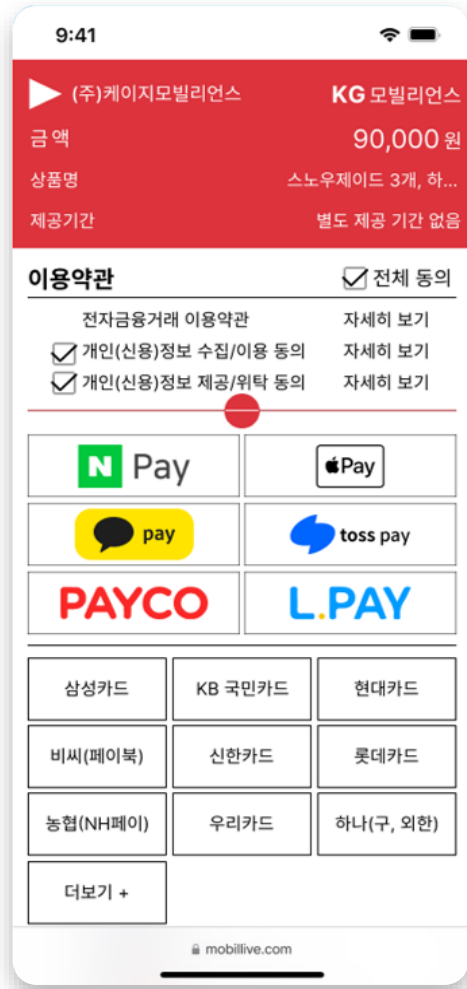 9:41
(주)케이지모빌리언스 KG 모빌리언스
금액 90,000 원
상품명 스노우제이드 3개, 하...
제공기간 별도 제공 기간 없음
이용약관 전체 동의
전자금융거래 이용약관 자세히 보기
개인(신용)정보 수집/이용 동의 자세히 보기
개인(신용)정보 제공/위탁 동의 자세히 보기
N Pay Pay
pay toss pay
PAYCO L.PAY
삼성카드 KB 국민카드 현대카드
비씨(페이북) 신한카드 롯데카드
농협(NH페이) 우리카드 하나(구, 외한)
더보기 +
mobillive.com